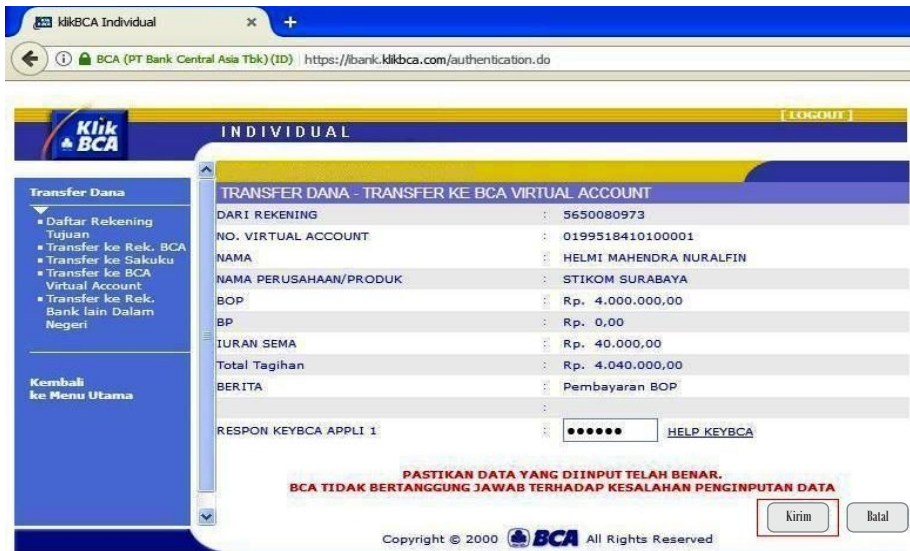 klikBCA Individual
BCA (PT Bank Central Asia Tbk) (ID) https://ibank.klikbca.com/authentication.do
[ LOGOUT ]
Klik
BCA
INDIVIDUAL
Transfer Dana
Daftar Rekening
Tujuan
Transfer ke Rek. BCA
Transfer ke Sakuku
Transfer ke BCA
Virtual Account
Transfer ke Rek.
Bank lain Dalam
Negeri
Kembali
ke Menu Utama
TRANSFER DANA - TRANSFER KE BCA VIRTUAL ACCOUNT
DARI REKENING : 5650080973
NO. VIRTUAL ACCOUNT : 0199518410100001
NAMA : HELMI MAHENDRA NURALFIN
NAMA PERUSAHAAN/PRODUK : STIKOM SURABAYA
BOP : Rp. 4.000.000,00
BP : Rp. 0,00
IURAN SEMA : Rp. 40.000,00
Total Tagihan : Rp. 4.040.000,00
BERITA : Pembayaran BOP
:
RESPON KEYBCA APPLI 1 : ●●●●●● HELP KEYBCA
PASTIKAN DATA YANG DIINPUT TELAH BENAR.
BCA TIDAK BERTANGGUNG JAWAB TERHADAP KESALAHAN PENGINPUTAN DATA
Kirim Batal
Copyright © 2000 BCA All Rights Reserved